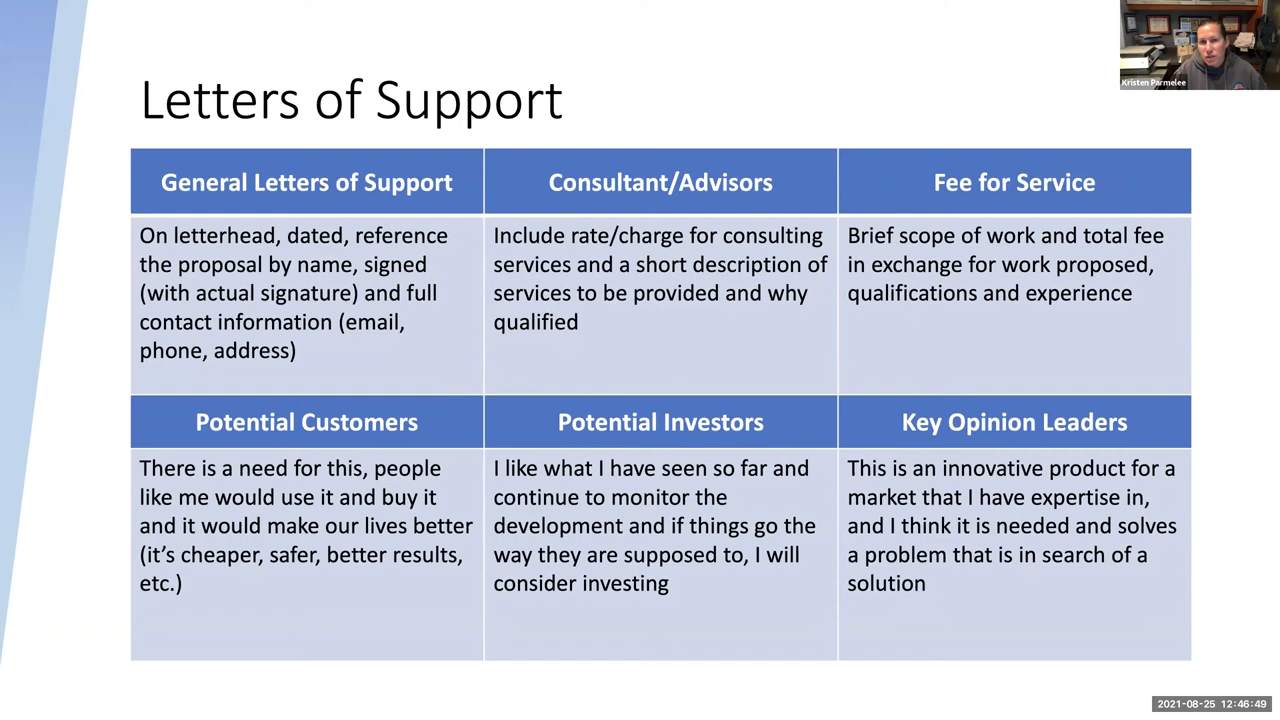 Kristen Parmelee
Letters of Support
General Letters of Support
Consultant/Advisors
Fee for Service
On letterhead, dated, reference
the proposal by name, signed
(with actual signature) and full
contact information (email,
phone, address)
Include rate/charge for consulting
services and a short description of
services to be provided and why
qualified
Brief scope of work and total fee
in exchange for work proposed,
qualifications and experience
Potential Customers
Potential Investors
Key Opinion Leaders
There is a need for this, people
like me would use it and buy it
and it would make our lives better
(it’s cheaper, safer, better results,
etc.)
I like what I have seen so far and
continue to monitor the
development and if things go the
way they are supposed to, I will
consider investing
This is an innovative product for a
market that I have expertise in,
and I think it is needed and solves
a problem that is in search of a
solution
2021-08-25 12:46:49